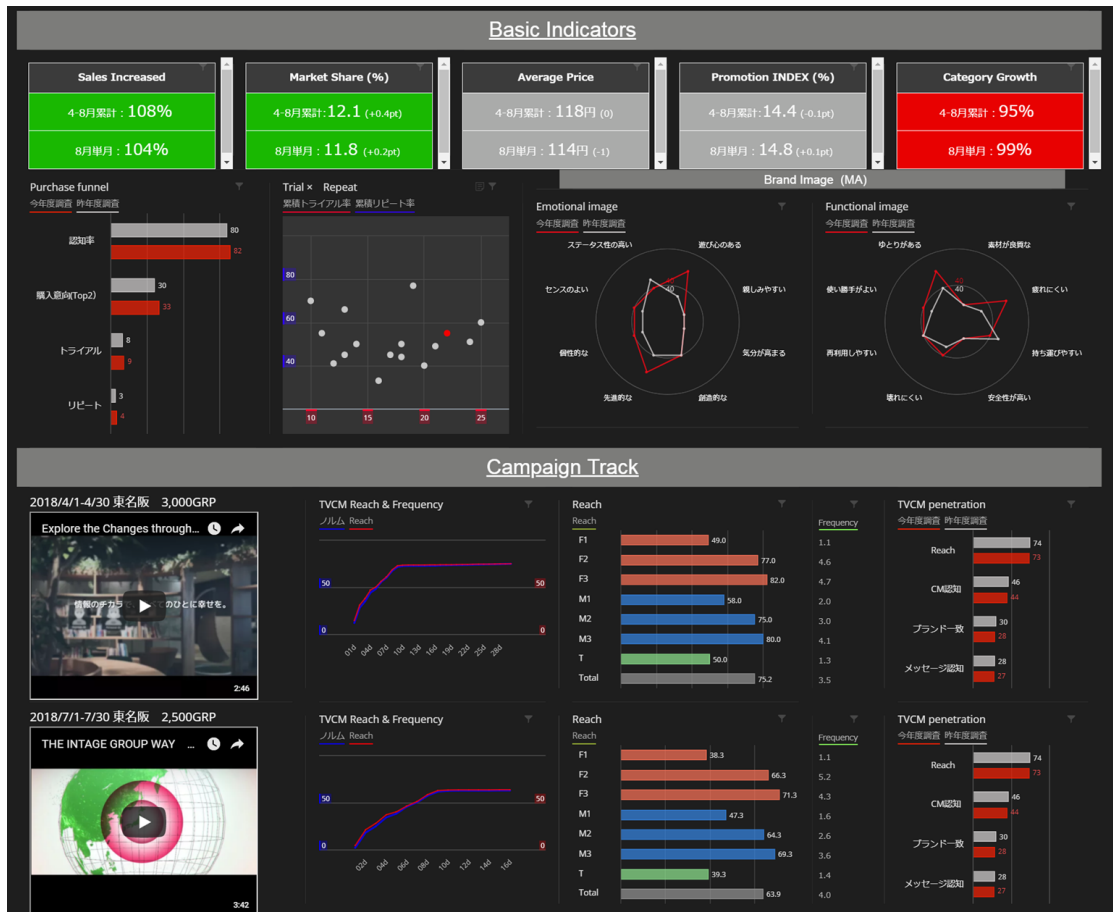 Basic Indicators
Sales Increased
4-8月累計：108%
8月単月：104%
Market Share (%)
4-8月累計:12.1 (+0.4pt)
8月単月：11.8 (+0.2pt)
Average Price
4-8月累計：118円 (0)
8月単月：114円 (-1)
Promotion INDEX (%)
4-8月累計:14.4 (-0.1pt)
8月単月：14.8 (+0.1pt)
Category Growth
4-8月累計：95%
8月単月：99%
Purchase funnel
今年度調査 昨年度調査
認知率
80
82
購入意向(Top2)
30
33
トライアル
8
9
リピート
3
4
Trial× Repeat
累積トライアル率 累積リピート率
80
60
40
10 15 20 25
Brand Image (MA)
Emotional image
今年度調査 昨年度調査
ステータス性の高い
遊び心のある
センスのよい
親しみやすい
個性的な
気分が高まる
先進的な
創造的な
40
Functional image
今年度調査 昨年度調査
ゆとりがある
素材が良質な
使い勝手がよい
疲れにくい
再利用しやすい
持ち運びやすい
壊れにくい
安全性が高い
40
40
Campaign Track
2018/4/1-4/30 東名阪 3,000GRP
Explore the Changes through...
情報のチカラで、すべてのひとに幸せを。
2:46
TVCM Reach & Frequency
ノルム Reach
50 50
0 0
01d 04d 07d 10d 13d 16d 19d 22d 25d 28d
Reach
Reach
Frequency
F1 49.0 1.1
F2 77.0 4.6
F3 82.0 4.7
M1 58.0 2.0
M2 75.0 3.0
M3 80.0 4.1
T 50.0 1.3
Total 75.2 3.5
TVCM penetration
今年度調査 昨年度調査
Reach
74
73
CM認知
46
44
ブランド一致
30
28
メッセージ認知
28
27
2018/7/1-7/30 東名阪 2,500GRP
THE INTAGE GROUP WAY ...
3:42
TVCM Reach & Frequency
ノルム Reach
50 50
0 0
02d 04d 06d 08d 10d 12d 14d 16d
Reach
Reach
Frequency
F1 38.3 1.1
F2 66.3 5.2
F3 71.3 4.3
M1 47.3 1.6
M2 64.3 2.6
M3 69.3 3.6
T 39.3 1.4
Total 63.9 4.0
TVCM penetration
今年度調査 昨年度調査
Reach
74
73
CM認知
46
44
ブランド一致
30
28
メッセージ認知
28
27